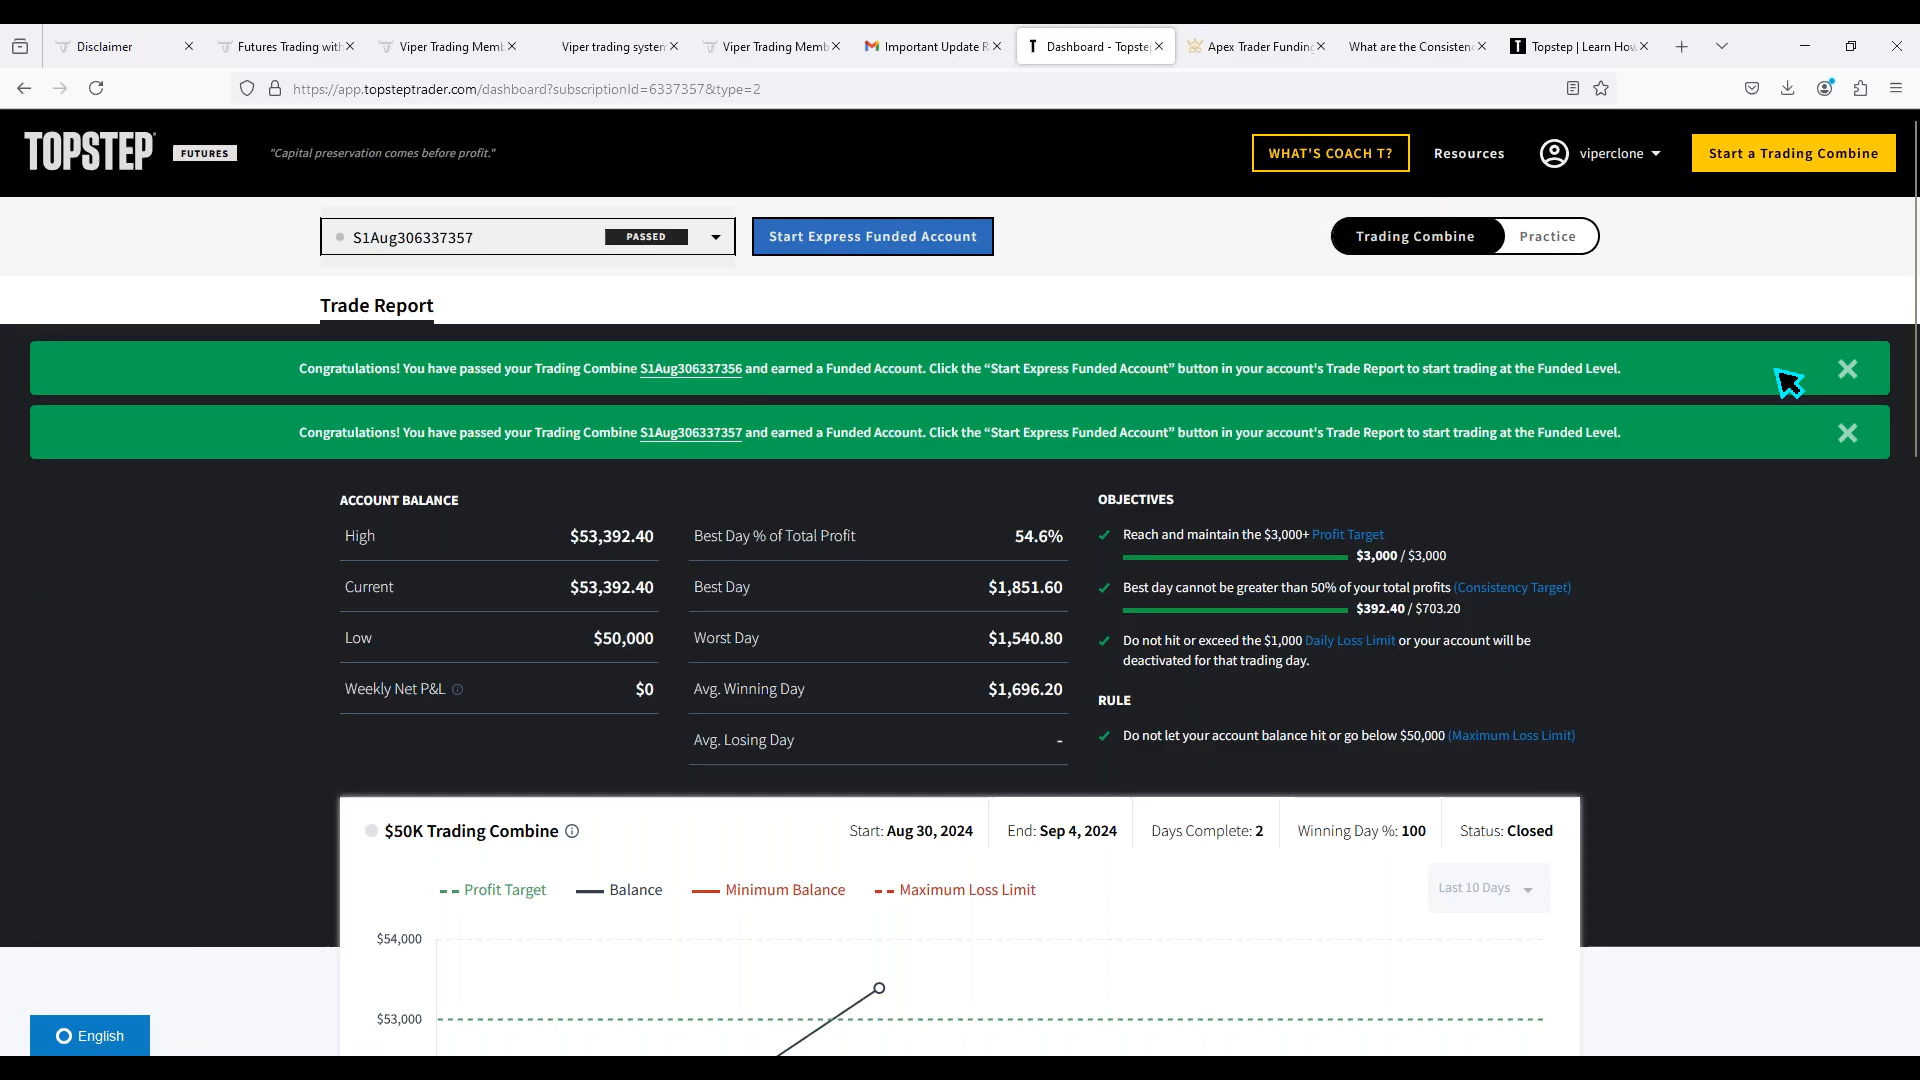 Disclaimer
Futures Trading with
Viper Trading Memb
Viper trading system
Viper Trading Memb
Important Update R
Dashboard - Topste
Apex Trader Funding
What are the Consisten
Topstep | Learn How
https://app.topsteptrader.com/dashboard?subscriptionId=6337357&type=2
TOPSTEP FUTURES "Capital preservation comes before profit." WHAT'S COACH T? Resources viperclone Start a Trading Combine
S1Aug306337357 PASSED Start Express Funded Account Trading Combine Practice
Trade Report
Congratulations! You have passed your Trading Combine S1Aug306337356 and earned a Funded Account. Click the “Start Express Funded Account” button in your account's Trade Report to start trading at the Funded Level.
Congratulations! You have passed your Trading Combine S1Aug306337357 and earned a Funded Account. Click the “Start Express Funded Account” button in your account's Trade Report to start trading at the Funded Level.
ACCOUNT BALANCE
High $53,392.40
Current $53,392.40
Low $50,000
Weekly Net P&L $0
Best Day % of Total Profit 54.6%
Best Day $1,851.60
Worst Day $1,540.80
Avg. Winning Day $1,696.20
Avg. Losing Day -
OBJECTIVES
Reach and maintain the $3,000+ Profit Target
$3,000 / $3,000
Best day cannot be greater than 50% of your total profits (Consistency Target)
$392.40 / $703.20
Do not hit or exceed the $1,000 Daily Loss Limit or your account will be
deactivated for that trading day.
RULE
Do not let your account balance hit or go below $50,000 (Maximum Loss Limit)
$50K Trading Combine Start: Aug 30, 2024 End: Sep 4, 2024 Days Complete: 2 Winning Day %: 100 Status: Closed
Profit Target Balance Minimum Balance Maximum Loss Limit Last 10 Days
$54,000
$53,000
English